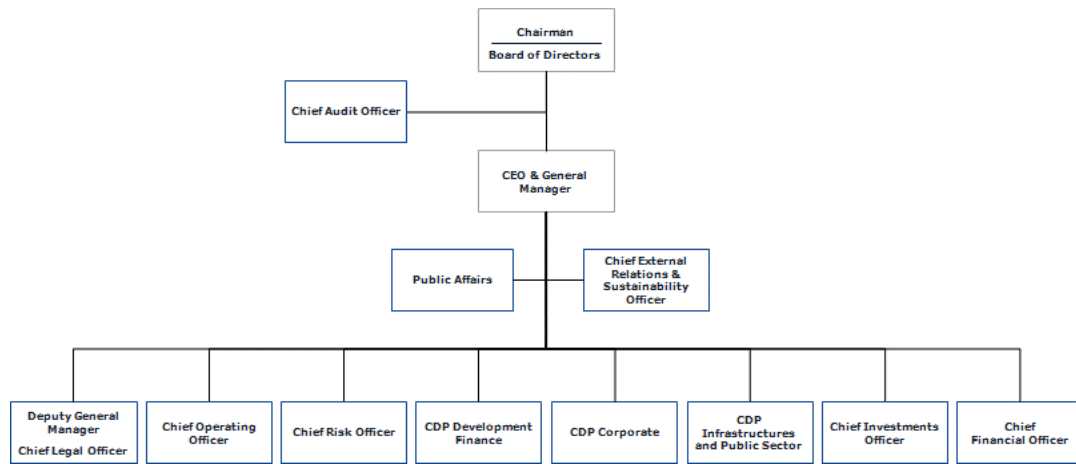 Chairman
Board of Directors
Chief Audit Officer
CEO & General
Manager
Public Affairs
Chief External
Relations &
Sustainability
Officer
Deputy General
Manager
Chief Legal Officer
Chief Operating
Officer
Chief Risk Officer
CDP Development
Finance
CDP Corporate
CDP
Infrastructures
and Public Sector
Chief Investments
Officer
Chief
Financial Officer